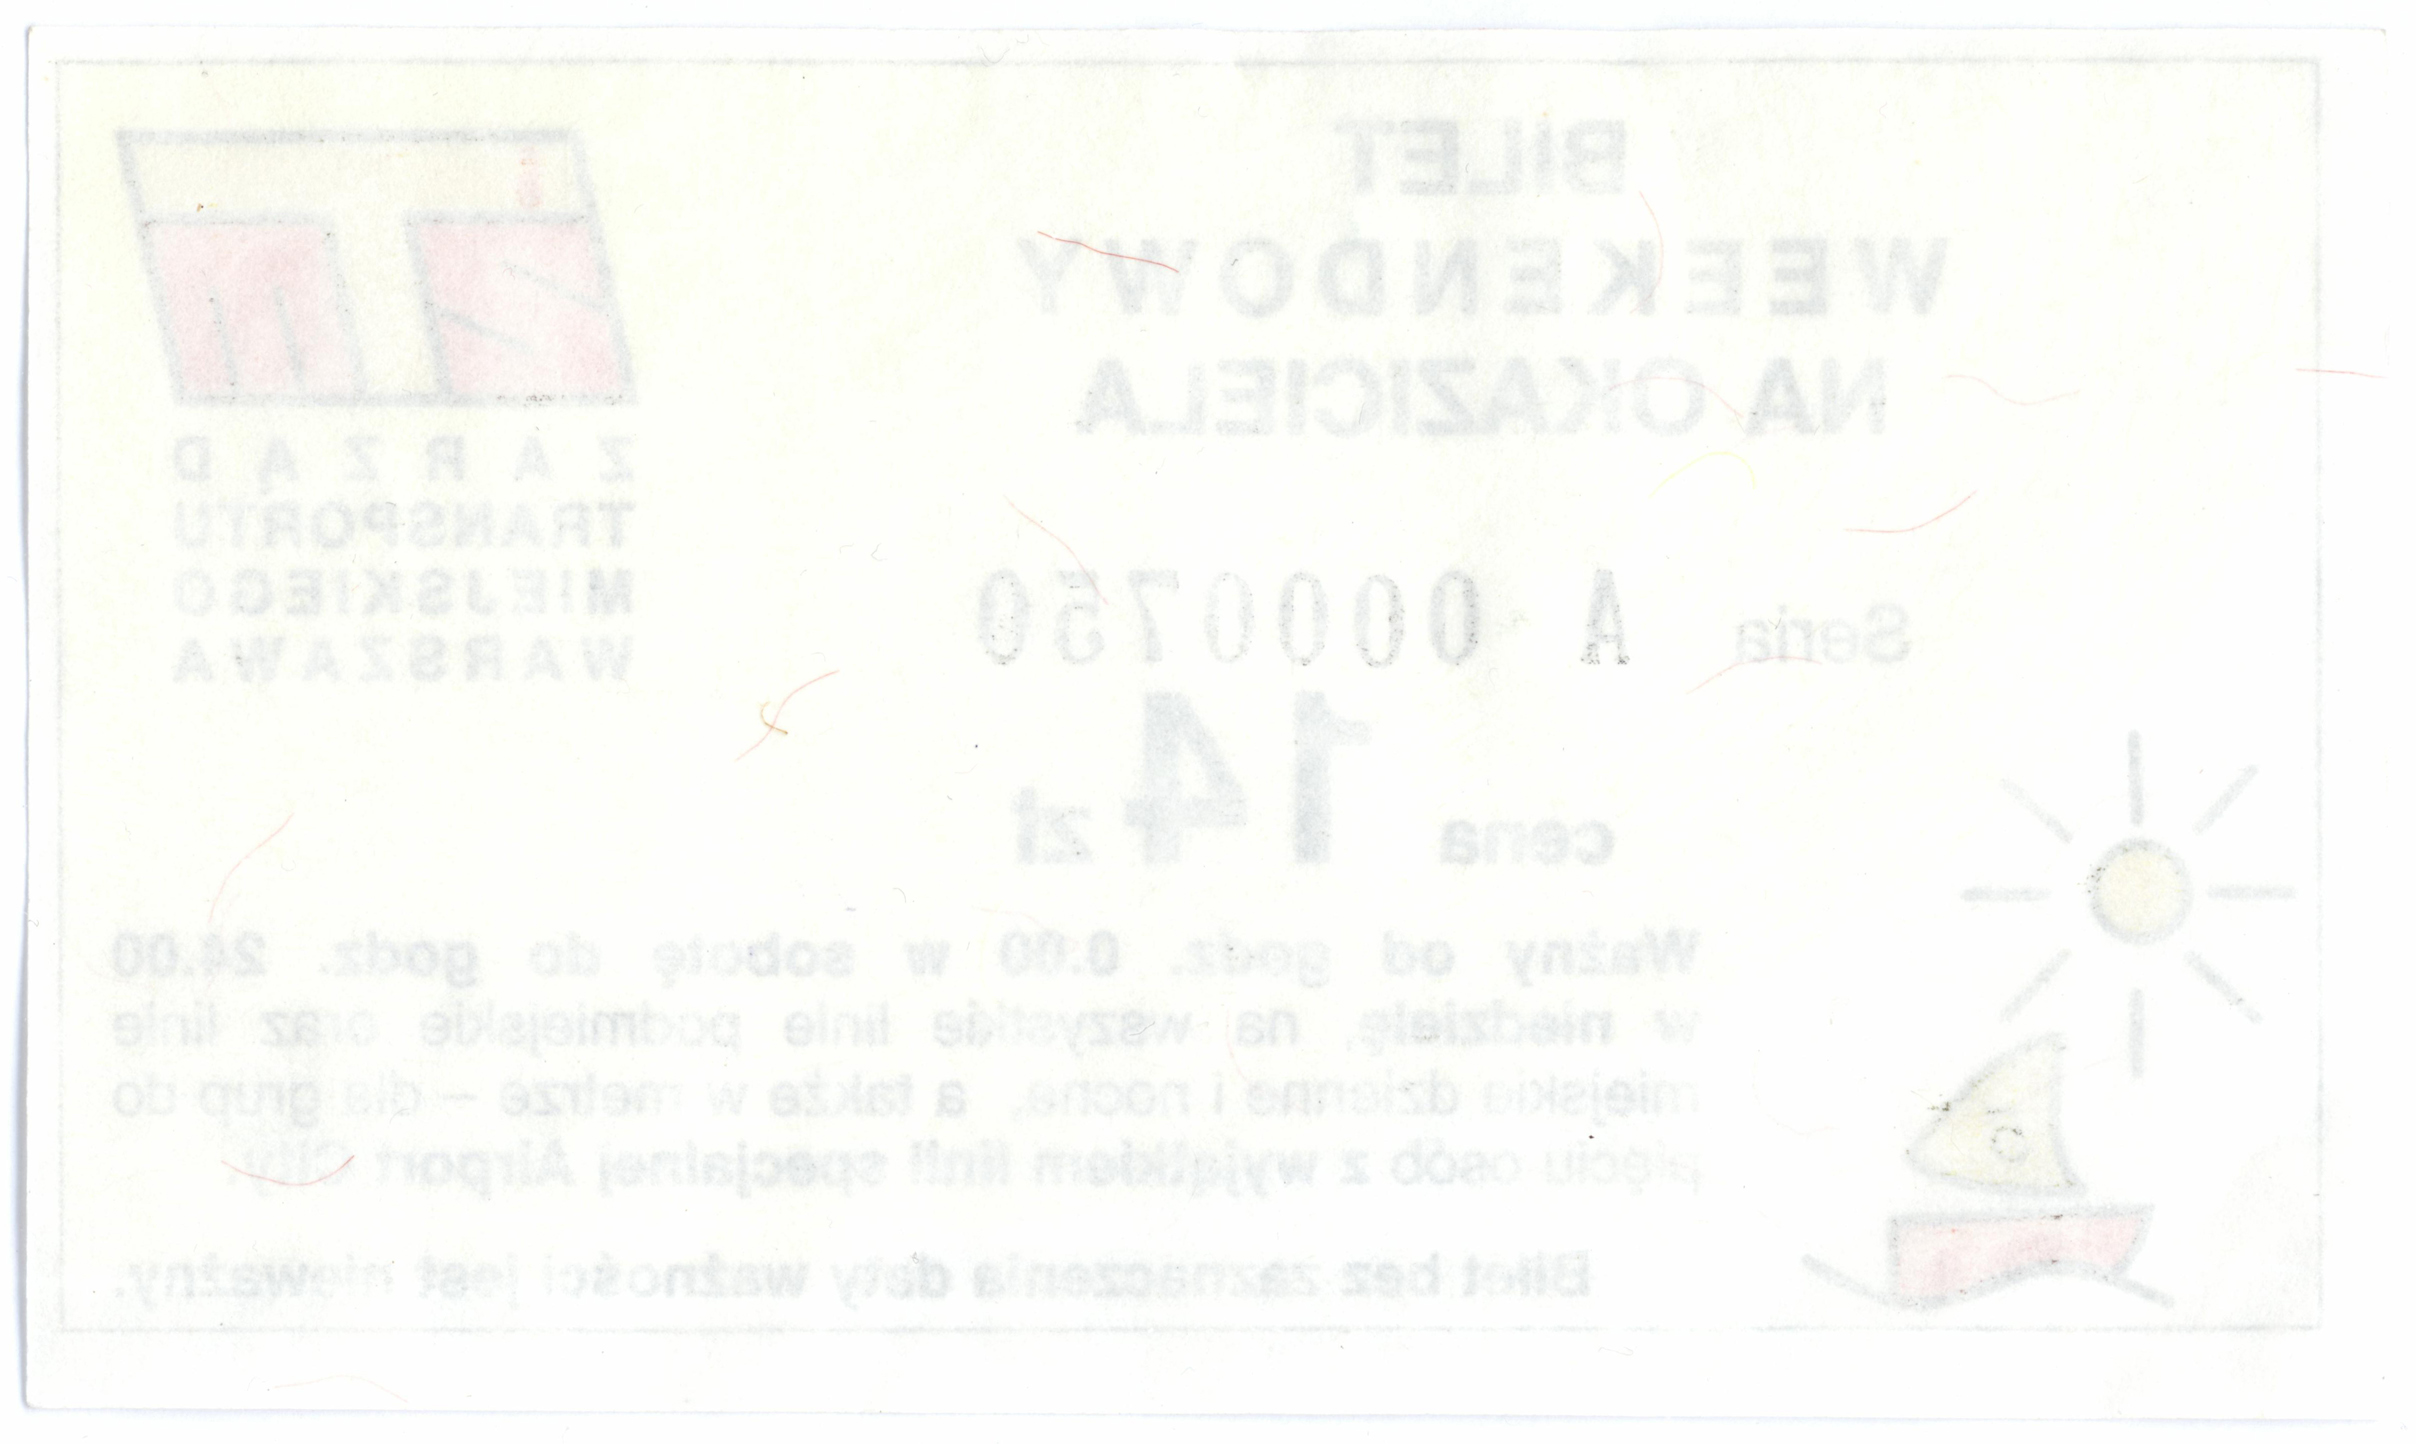 BILET
WEEKENDOWY
NA OKAZICIELA
Seria A 0000750
cena 14 zł
ZARZĄD
TRANSPORTU
MIEJSKIEGO
WARSZAWA
Ważny od godz. 0.00 w sobotę do godz. 24.00
w niedzielę, na wszystkie linie podmiejskie oraz linie
miejskie dzienne i nocne, a także w metrze – dla grup do
pięciu osób z wyjątkiem linii specjalnej Airport City.
Bilet bez zaznaczenia daty ważności jest nieważny.